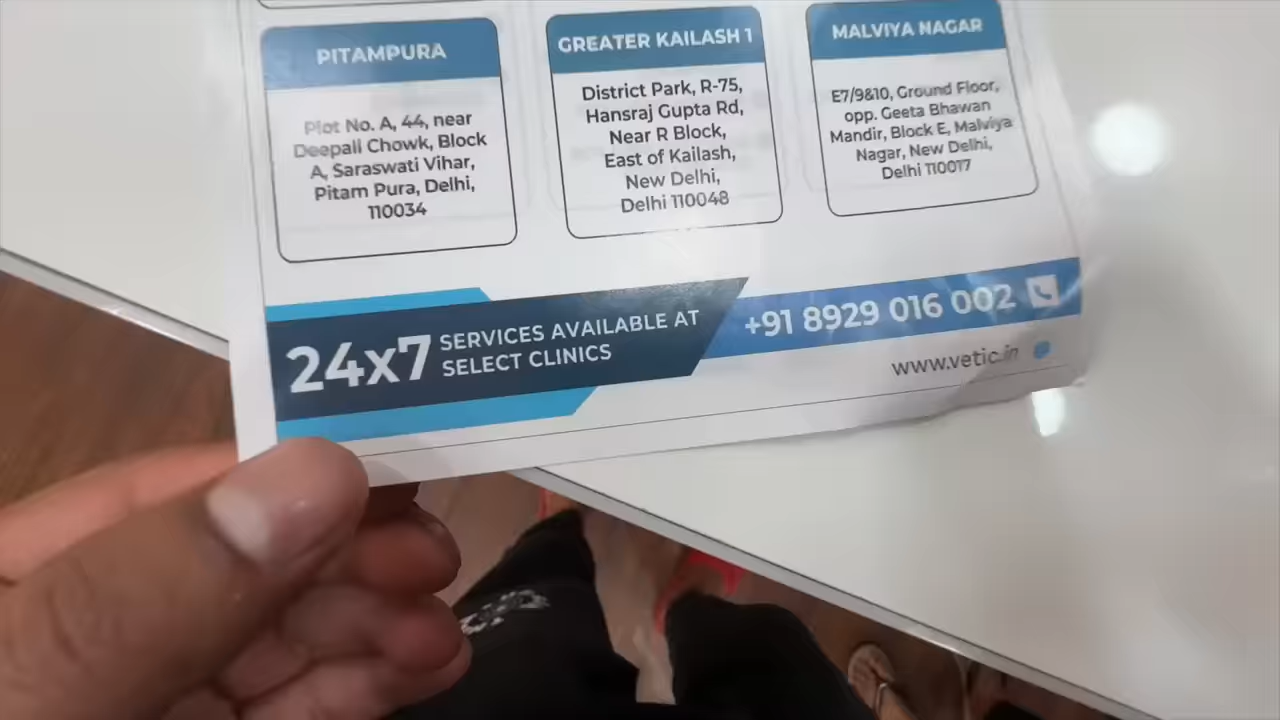 PITAMPURA
Plot No. A, 44, near
Deepali Chowk, Block
A, Saraswati Vihar,
Pitam Pura, Delhi,
110034
GREATER KAILASH 1
District Park, R-75,
Hansraj Gupta Rd,
Near R Block,
East of Kailash,
New Delhi,
Delhi 110048
MALVIYA NAGAR
E7/9&10, Ground Floor,
opp. Geeta Bhawan
Mandir, Block E, Malviya
Nagar, New Delhi,
Delhi 110017
24x7
SERVICES AVAILABLE AT
SELECT CLINICS
+91 8929 016 002
www.vetic.in